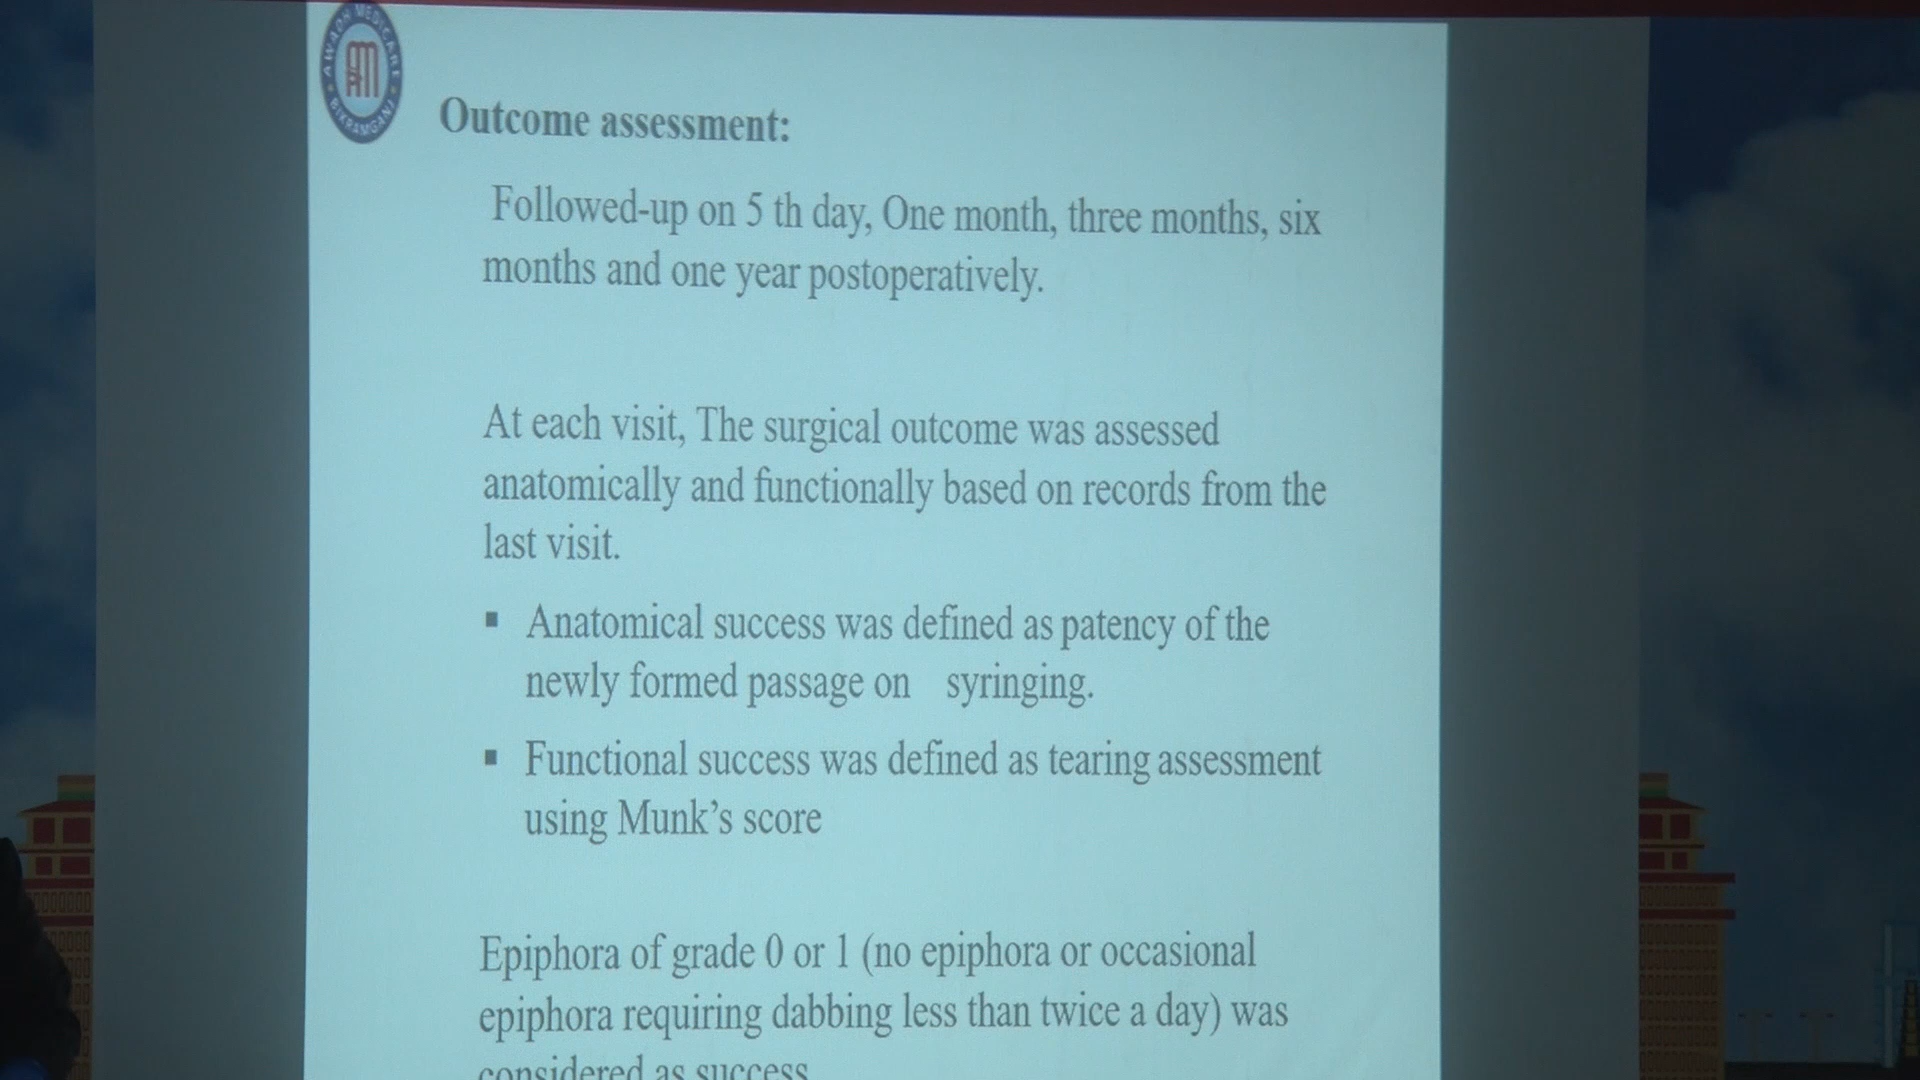 AWADH MEDICARE
BIKRAMGANJ
Outcome assessment:
Followed-up on 5 th day, One month, three months, six
months and one year postoperatively.
At each visit, The surgical outcome was assessed
anatomically and functionally based on records from the
last visit.
▪ Anatomical success was defined as patency of the
newly formed passage on syringing.
▪ Functional success was defined as tearing assessment
using Munk’s score
Epiphora of grade 0 or 1 (no epiphora or occasional
epiphora requiring dabbing less than twice a day) was
considered as success